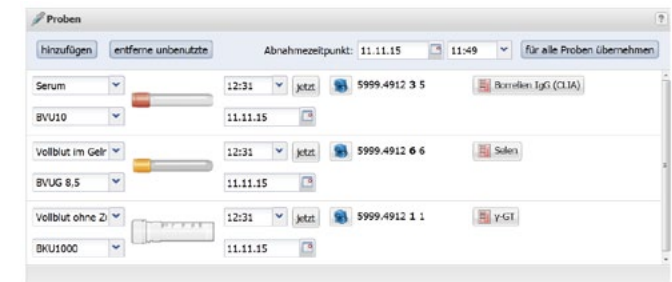 Proben ?
hinzufügen entferne unbenutzte Abnahmezeitpunkt: 11.11.15 11:49 für alle Proben übernehmen
Serum 12:31 jetzt 5999.4912 3 5 Borrelien IgG (CLIA)
BVU10 11.11.15
Vollblut im Gelr 12:31 jetzt 5999.4912 6 6 Selen
BVUG 8,5 11.11.15
Vollblut ohne Zu 12:31 jetzt 5999.4912 1 1 γ-GT
BKU1000 11.11.15